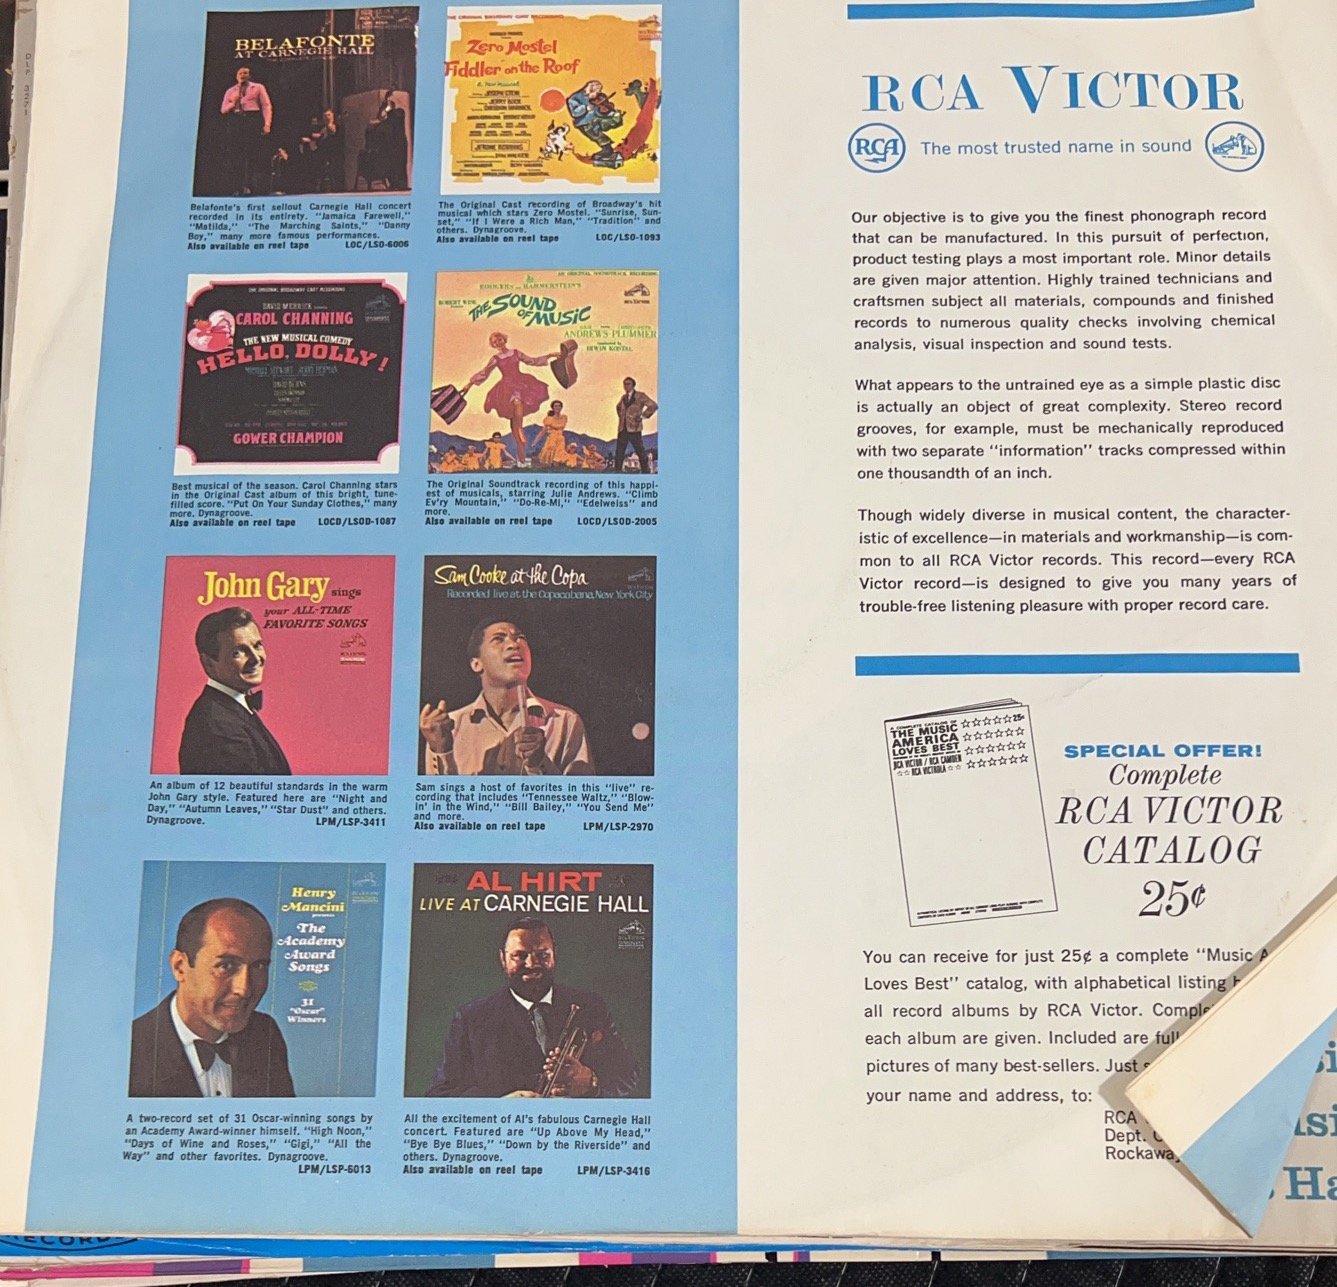 BELAFONTE
AT CARNEGIE HALL
Belafonte's first sellout Carnegie Hall concert
recorded in its entirety. "Jamaica Farewell,"
"Matilda," "The Marching Saints," "Danny
Boy," many more famous performances.
Also available on reel tape LOC/LSO-6006
Zero Mostel
Fiddler on the Roof
The Original Cast recording of Broadway's hit
musical which stars Zero Mostel. "Sunrise, Sun-
set," "If I Were a Rich Man," "Tradition" and
others. Dynagroove.
Also available on reel tape LOC/LSO-1093
CAROL CHANNING
THE NEW MUSICAL COMEDY
HELLO, DOLLY!
GOWER CHAMPION
Best musical of the season. Carol Channing stars
in the Original Cast album of this bright, tune-
filled score. "Put On Your Sunday Clothes," many
more. Dynagroove.
Also available on reel tape LOCD/LSOD-1087
RODGERS and HAMMERSTEIN'S
THE SOUND
OF MUSIC
ANDREWS · PLUMMER
IRWIN KOSTAL
The Original Soundtrack recording of this happi-
est of musicals, starring Julie Andrews. "Climb
Ev'ry Mountain," "Do-Re-Mi," "Edelweiss" and
more.
Also available on reel tape LOCD/LSOD-2005
John Gary sings
your ALL-TIME
FAVORITE SONGS
An album of 12 beautiful standards in the warm
John Gary style. Featured here are "Night and
Day," "Autumn Leaves," "Star Dust" and others.
Dynagroove. LPM/LSP-3411
Sam Cooke at the Copa
Recorded live at the Copacabana, New York City
Sam sings a host of favorites in this "live" re-
cording that includes "Tennessee Waltz," "Blow-
in' in the Wind," "Bill Bailey," "You Send Me"
and more.
Also available on reel tape LPM/LSP-2970
Henry
Mancini
presents
The
Academy
Award
Songs
31
"Oscar"
Winners
A two-record set of 31 Oscar-winning songs by
an Academy Award-winner himself. "High Noon,"
"Days of Wine and Roses," "Gigi," "All the
Way" and other favorites. Dynagroove.
LPM/LSP-6013
AL HIRT
LIVE AT CARNEGIE HALL
All the excitement of Al's fabulous Carnegie Hall
concert. Featured are "Up Above My Head,"
"Bye Bye Blues," "Down by the Riverside" and
others. Dynagroove.
Also available on reel tape LPM/LSP-3416
RCA VICTOR
RCA The most trusted name in sound
Our objective is to give you the finest phonograph record
that can be manufactured. In this pursuit of perfection,
product testing plays a most important role. Minor details
are given major attention. Highly trained technicians and
craftsmen subject all materials, compounds and finished
records to numerous quality checks involving chemical
analysis, visual inspection and sound tests.
What appears to the untrained eye as a simple plastic disc
is actually an object of great complexity. Stereo record
grooves, for example, must be mechanically reproduced
with two separate "information" tracks compressed within
one thousandth of an inch.
Though widely diverse in musical content, the character-
istic of excellence—in materials and workmanship—is com-
mon to all RCA Victor records. This record—every RCA
Victor record—is designed to give you many years of
trouble-free listening pleasure with proper record care.
A COMPLETE CATALOG OF 25¢
THE MUSIC
AMERICA
LOVES BEST
RCA VICTOR / RCA CAMDEN
RCA VICTROLA
SPECIAL OFFER!
Complete
RCA VICTOR
CATALOG
25¢
You can receive for just 25¢ a complete "Music A
Loves Best" catalog, with alphabetical listing
all record albums by RCA Victor. Comple
each album are given. Included are full
pictures of many best-sellers. Just
your name and address, to:
RCA
Dept.
Rockaway
Ha